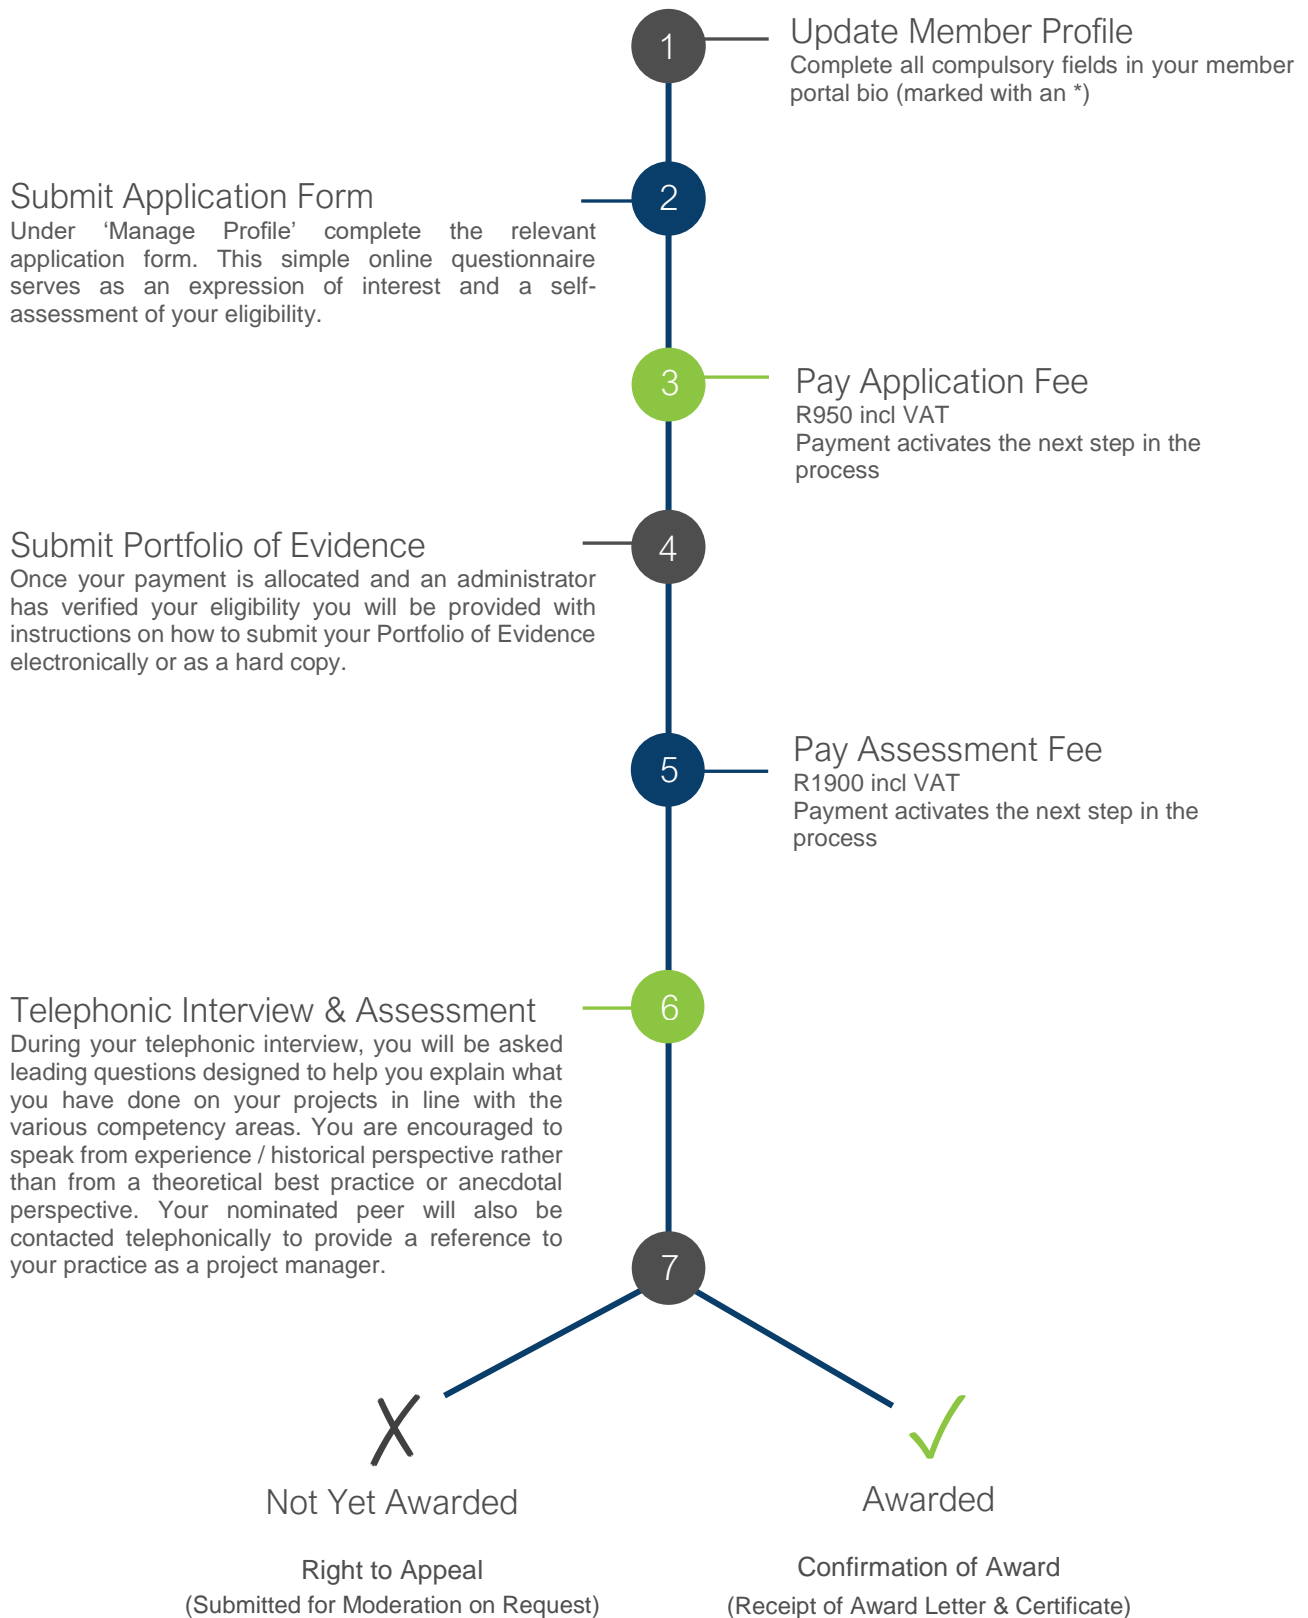 1
Update Member Profile
Complete all compulsory fields in your member
portal bio (marked with an *)
2
Submit Application Form
Under ‘Manage Profile’ complete the relevant
application form. This simple online questionnaire
serves as an expression of interest and a self-
assessment of your eligibility.
3
Pay Application Fee
R950 incl VAT
Payment activates the next step in the
process
4
Submit Portfolio of Evidence
Once your payment is allocated and an administrator
has verified your eligibility you will be provided with
instructions on how to submit your Portfolio of Evidence
electronically or as a hard copy.
5
Pay Assessment Fee
R1900 incl VAT
Payment activates the next step in the
process
6
Telephonic Interview & Assessment
During your telephonic interview, you will be asked
leading questions designed to help you explain what
you have done on your projects in line with the
various competency areas. You are encouraged to
speak from experience / historical perspective rather
than from a theoretical best practice or anecdotal
perspective. Your nominated peer will also be
contacted telephonically to provide a reference to
your practice as a project manager.
7
Not Yet Awarded
Right to Appeal
(Submitted for Moderation on Request)
Awarded
Confirmation of Award
(Receipt of Award Letter & Certificate)